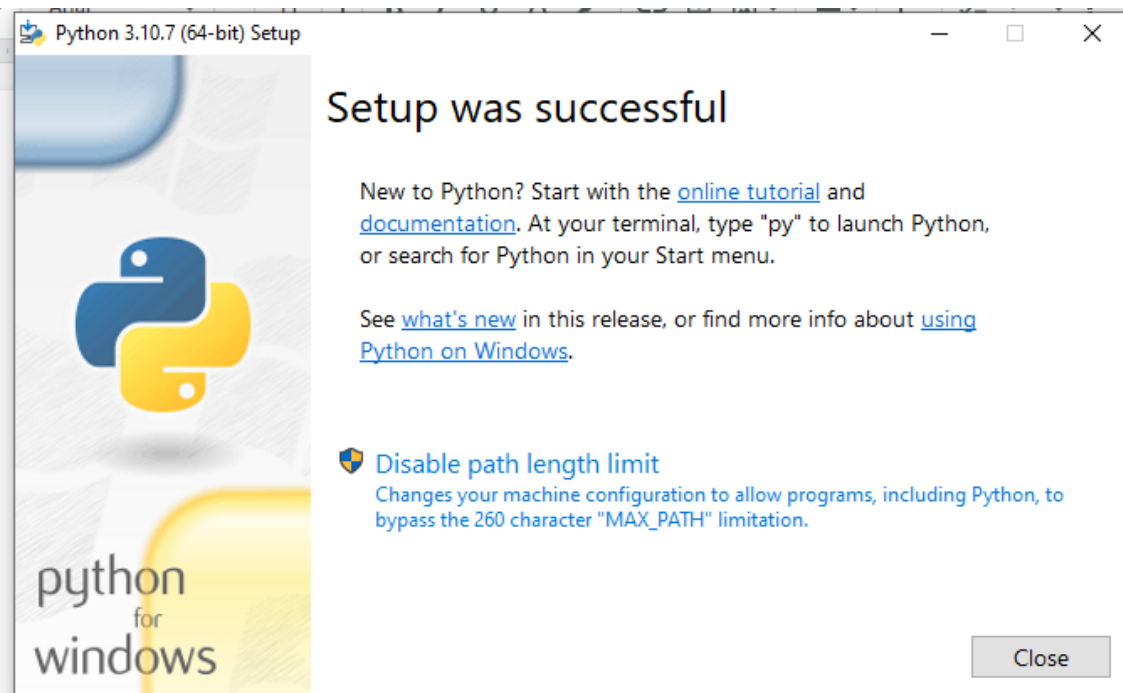 Python 3.10.7 (64-bit) Setup
Setup was successful
New to Python? Start with the online tutorial and
documentation. At your terminal, type "py" to launch Python,
or search for Python in your Start menu.
See what's new in this release, or find more info about using
Python on Windows.
Disable path length limit
Changes your machine configuration to allow programs, including Python, to
bypass the 260 character "MAX_PATH" limitation.
python
for
windows
Close